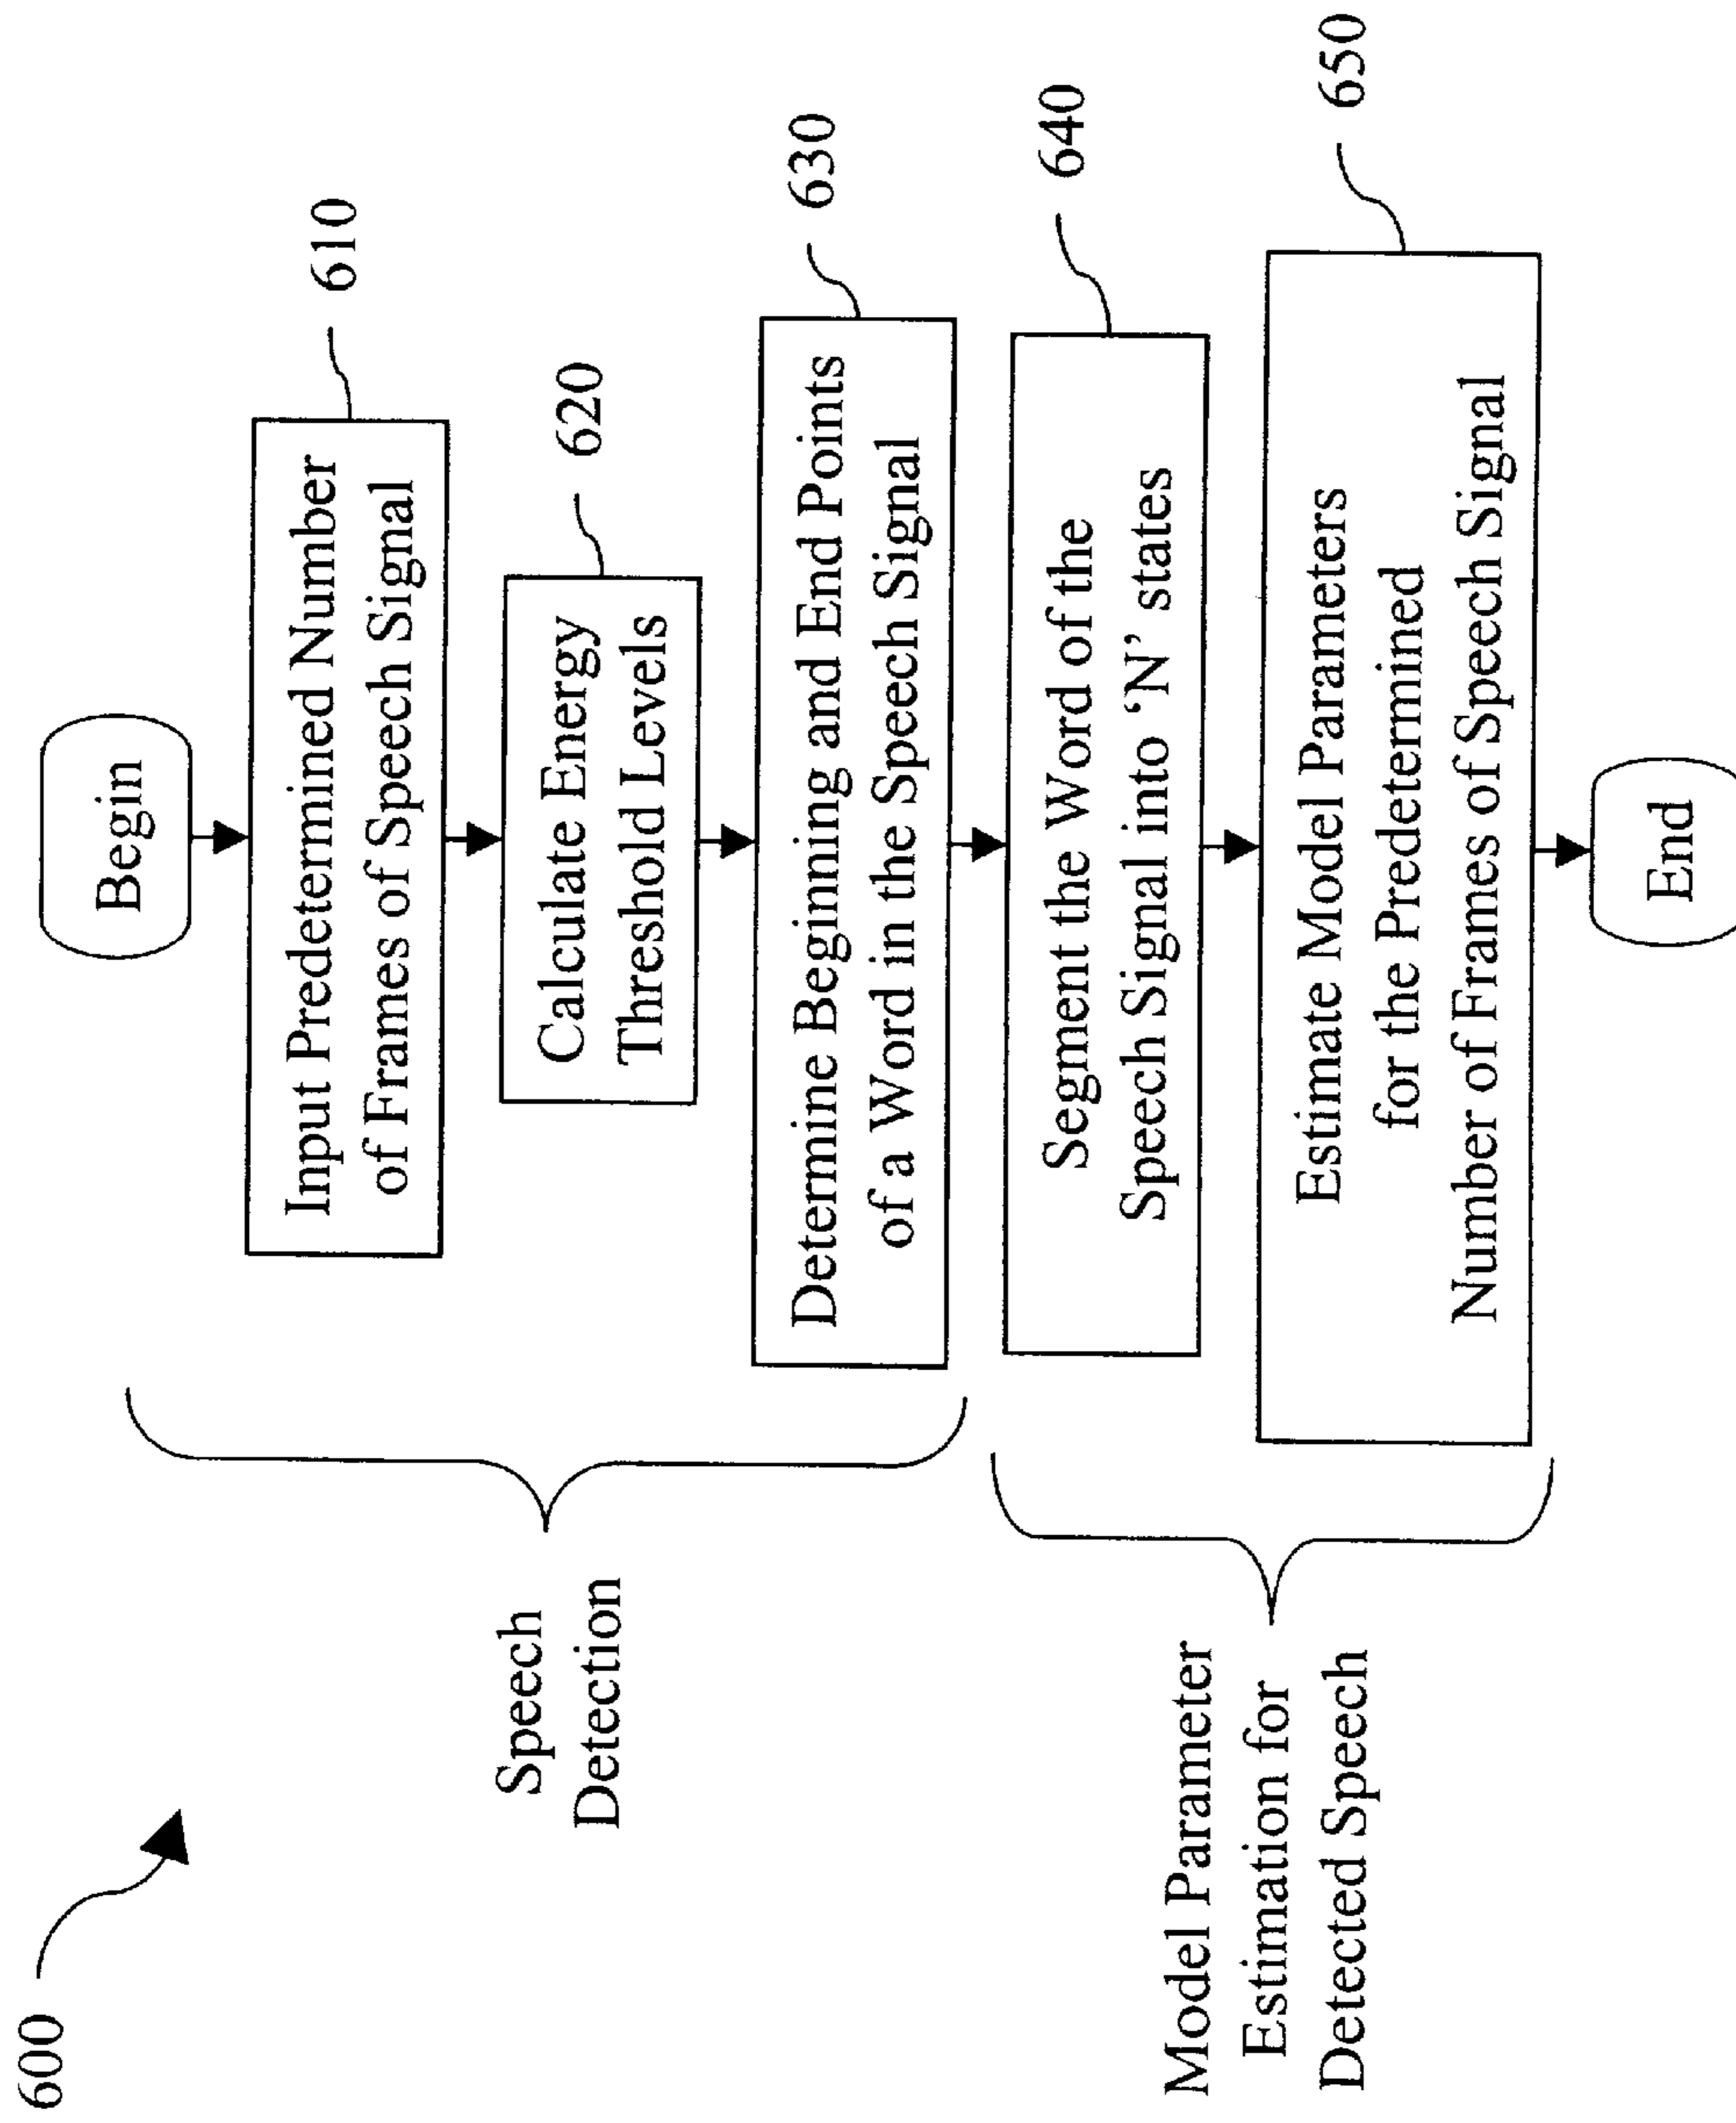 600
Begin
Input Predetermined Number
of Frames of Speech Signal
610
Calculate Energy
Threshold Levels
620
Determine Beginning and End Points
of a Word in the Speech Signal
630
Speech
Detection
Segment the Word of the
Speech Signal into ‘N’ states
640
Estimate Model Parameters
for the Predetermined
Number of Frames of Speech Signal
650
Model Parameter
Estimation for
Detected Speech
End